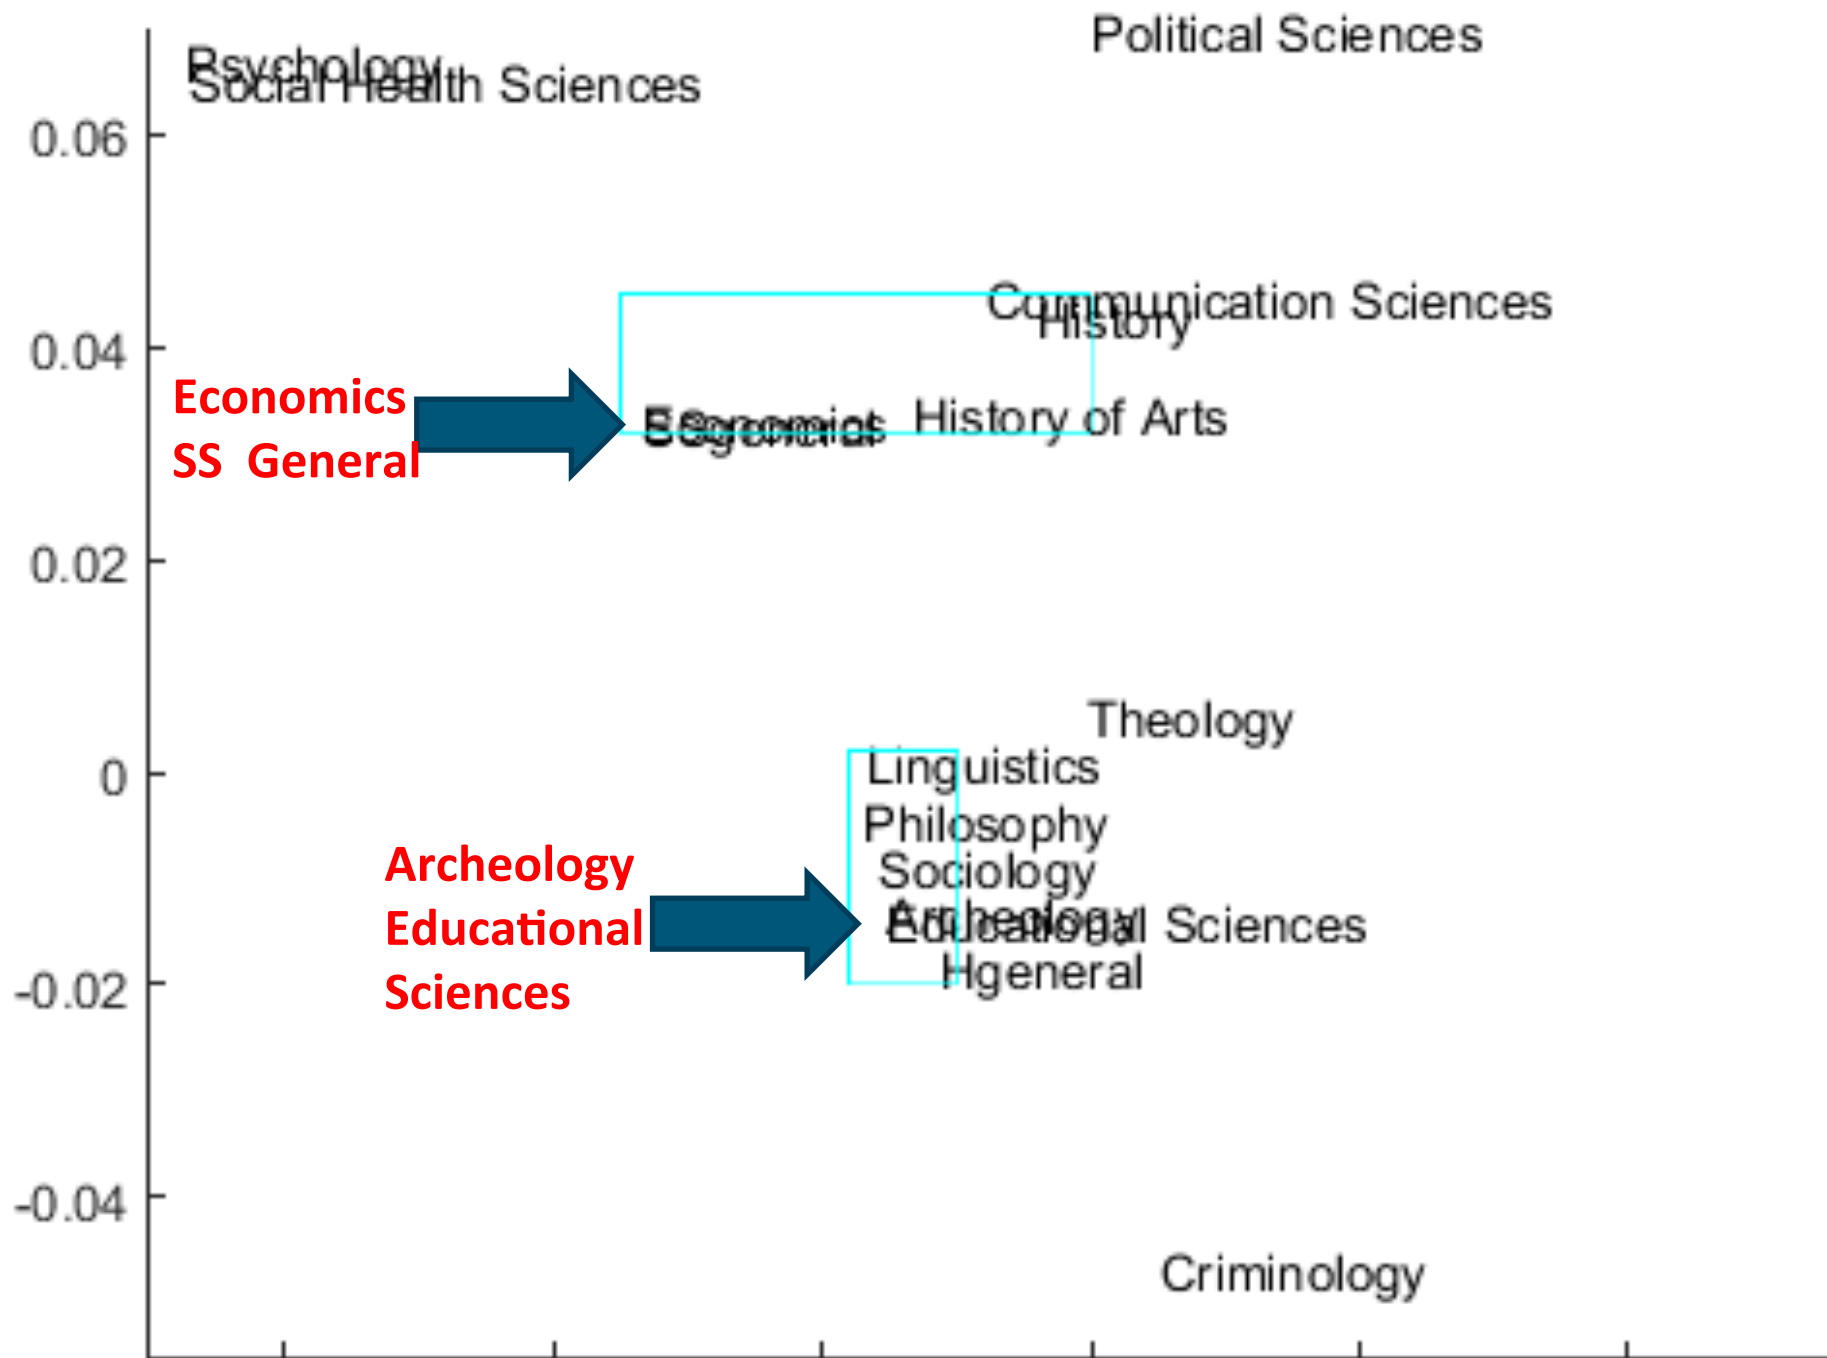 Political Sciences
Psychology
Social Health Sciences
0.06
Communication Sciences
History
0.04
Economics
SS General
Economics
SSgeneral
History of Arts
0.02
Theology
0
Linguistics
Philosophy
Sociology
Archeology
Educational
Sciences
Archeology
Educational Sciences
Hgeneral
-0.02
-0.04
Criminology